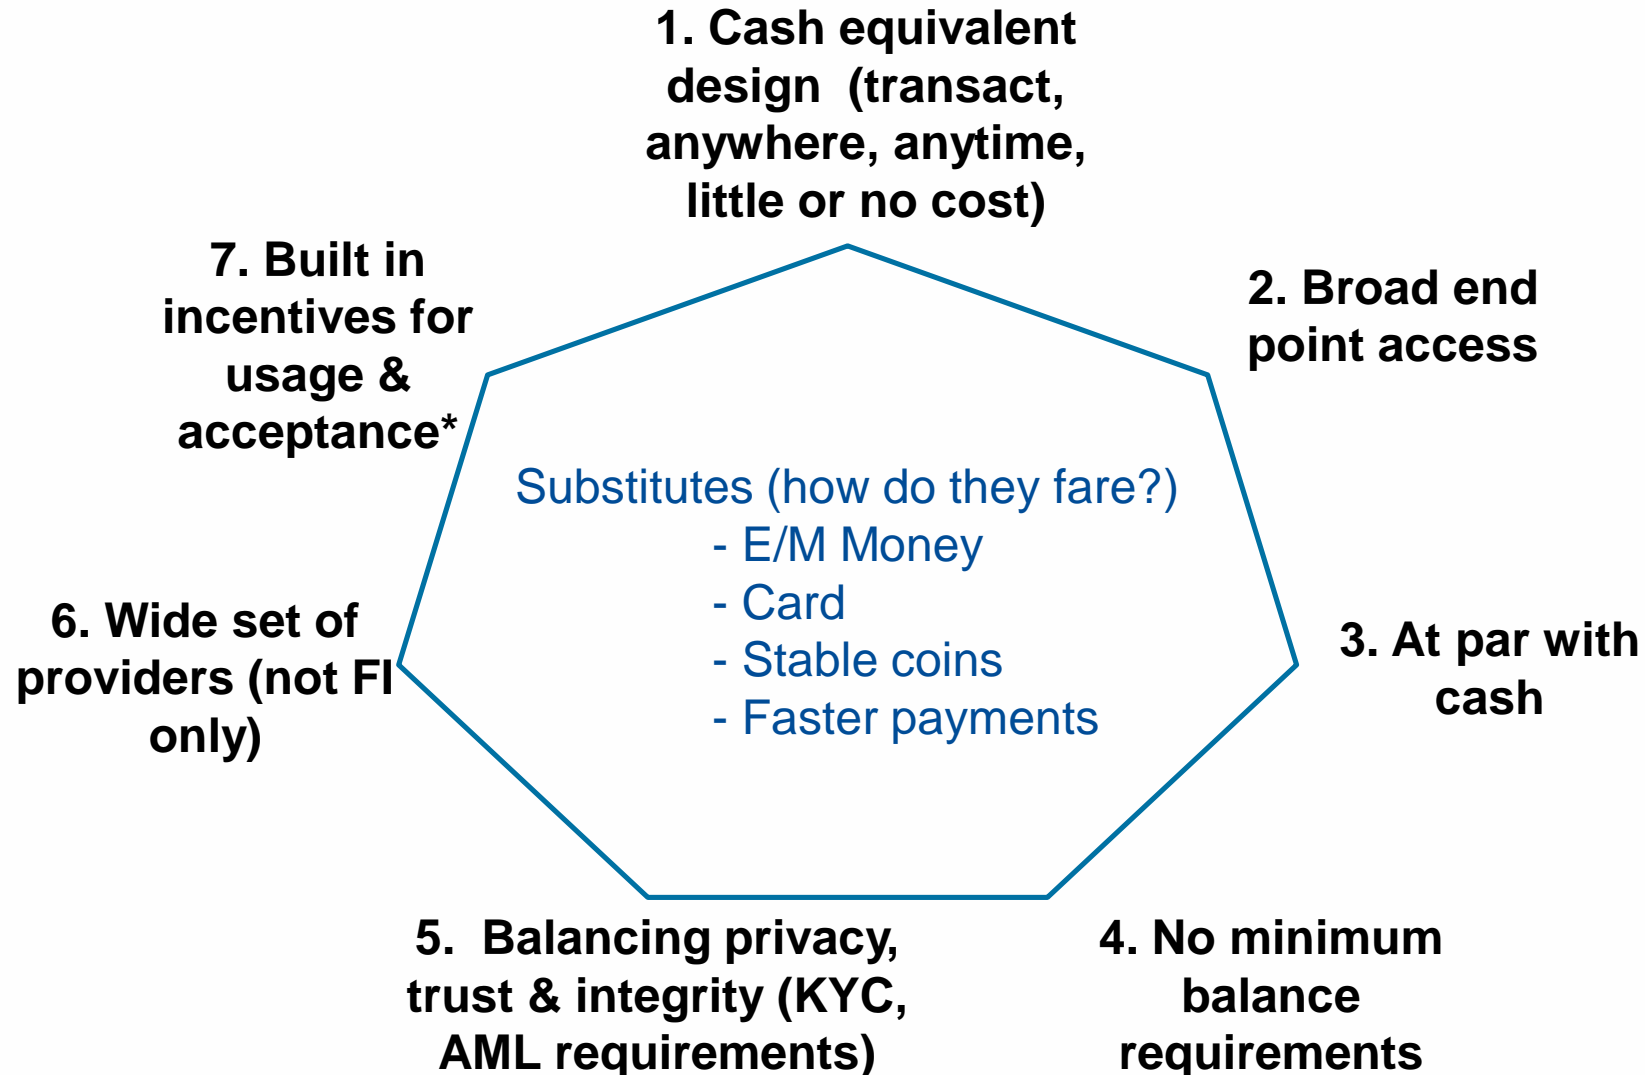 1. Cash equivalent
design (transact,
anywhere, anytime,
little or no cost)
2. Broad end
point access
3. At par with
cash
4. No minimum
balance
requirements
5. Balancing privacy,
trust & integrity (KYC,
AML requirements)
6. Wide set of
providers (not FI
only)
7. Built in
incentives for
usage &
acceptance*
Substitutes (how do they fare?)
- E/M Money
- Card
- Stable coins
- Faster payments